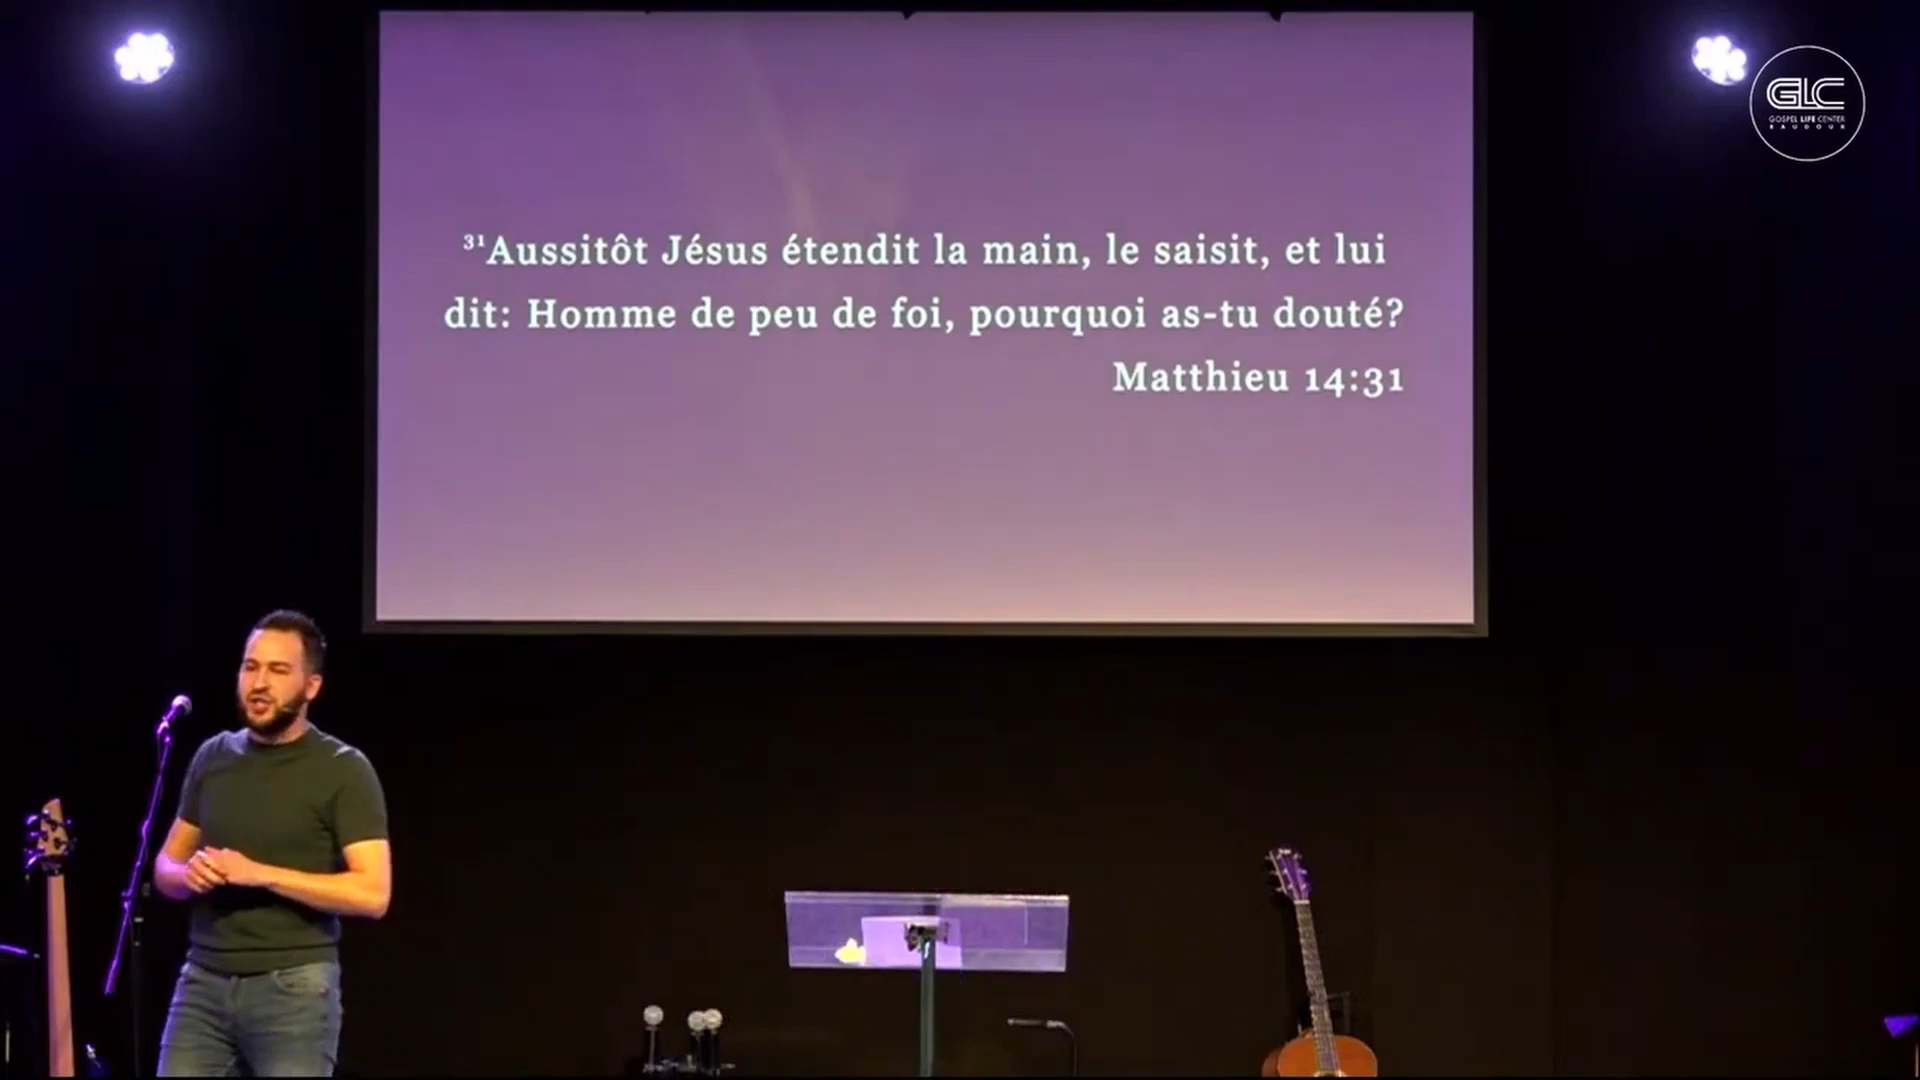 GLC
GOSPEL LIFE CENTER
BAUDOUR
³¹Aussitôt Jésus étendit la main, le saisit, et lui
dit: Homme de peu de foi, pourquoi as-tu douté?
Matthieu 14:31